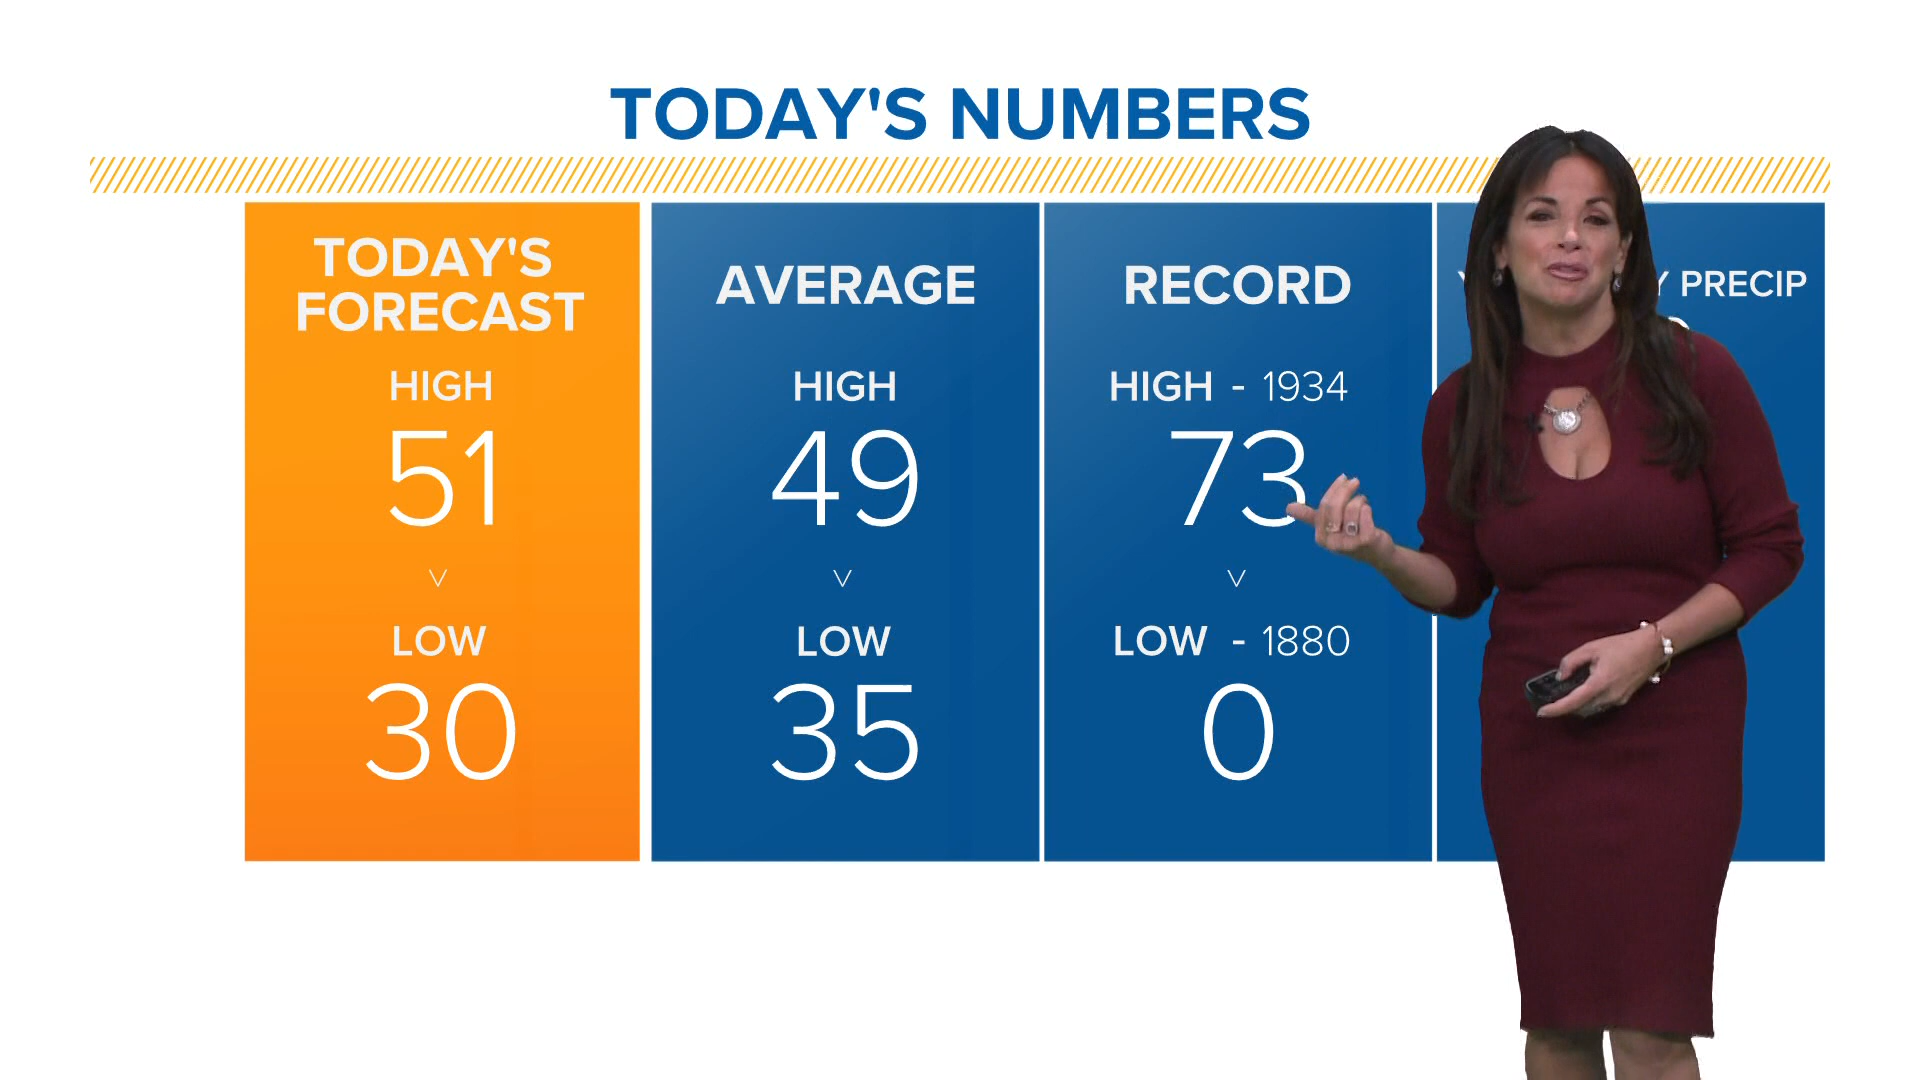 TODAY'S NUMBERS
TODAY'S
FORECAST
HIGH
51
LOW
30
AVERAGE
HIGH
49
LOW
35
RECORD
HIGH - 1934
73
LOW - 1880
0
PRECIP